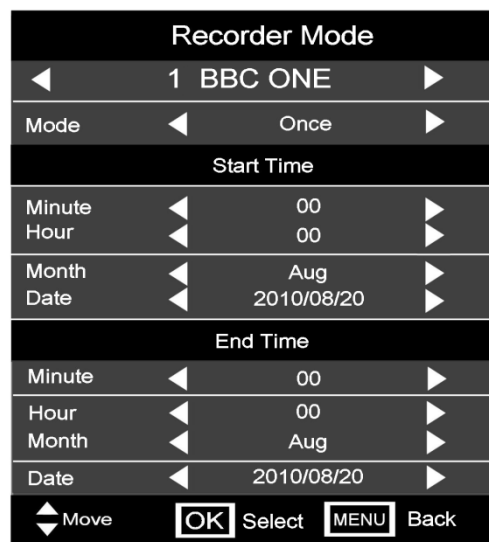 Recorder Mode
1 BBC ONE
Mode Once
Start Time
Minute 00
Hour 00
Month Aug
Date 2010/08/20
End Time
Minute 00
Hour 00
Month Aug
Date 2010/08/20
Move OK Select MENU Back